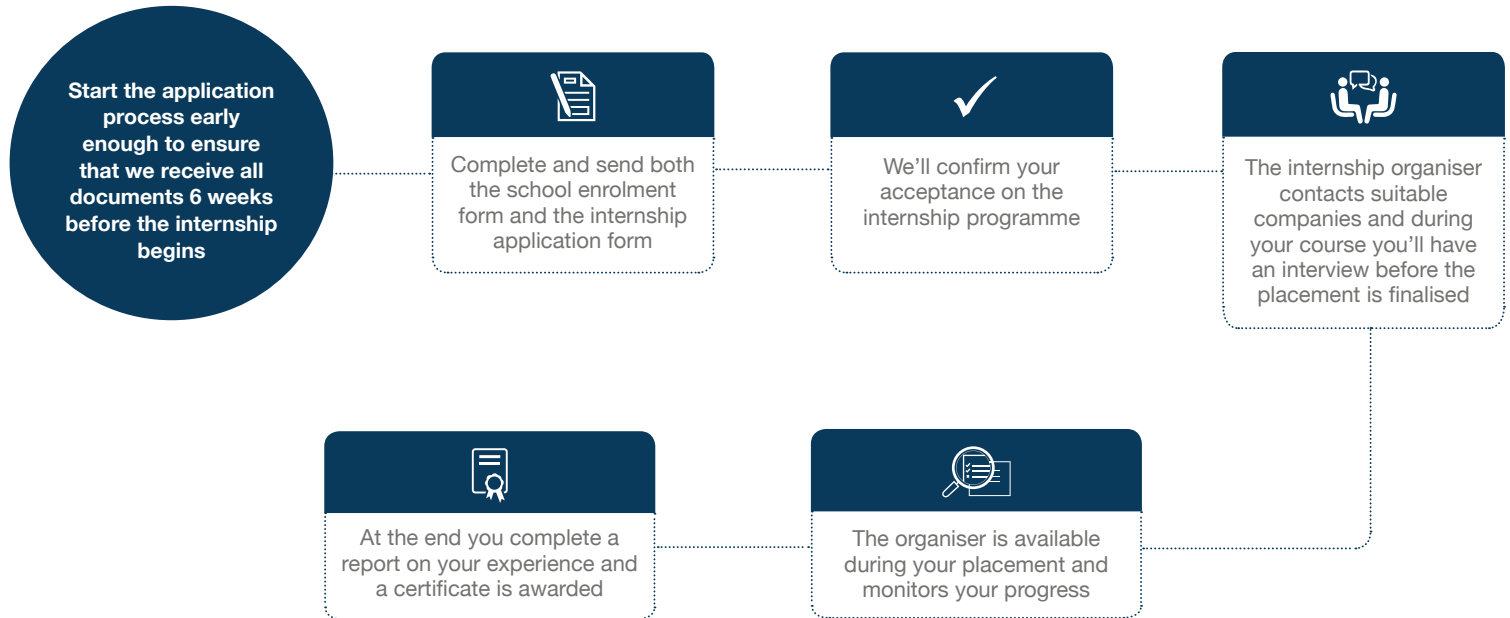 Start the application
process early
enough to ensure
that we receive all
documents 6 weeks
before the internship
begins
Complete and send both
the school enrolment
form and the internship
application form
We'll confirm your
acceptance on the
internship programme
The internship organiser
contacts suitable
companies and during
your course you'll have
an interview before the
placement is finalised
The organiser is available
during your placement and
monitors your progress
At the end you complete a
report on your experience and
a certificate is awarded